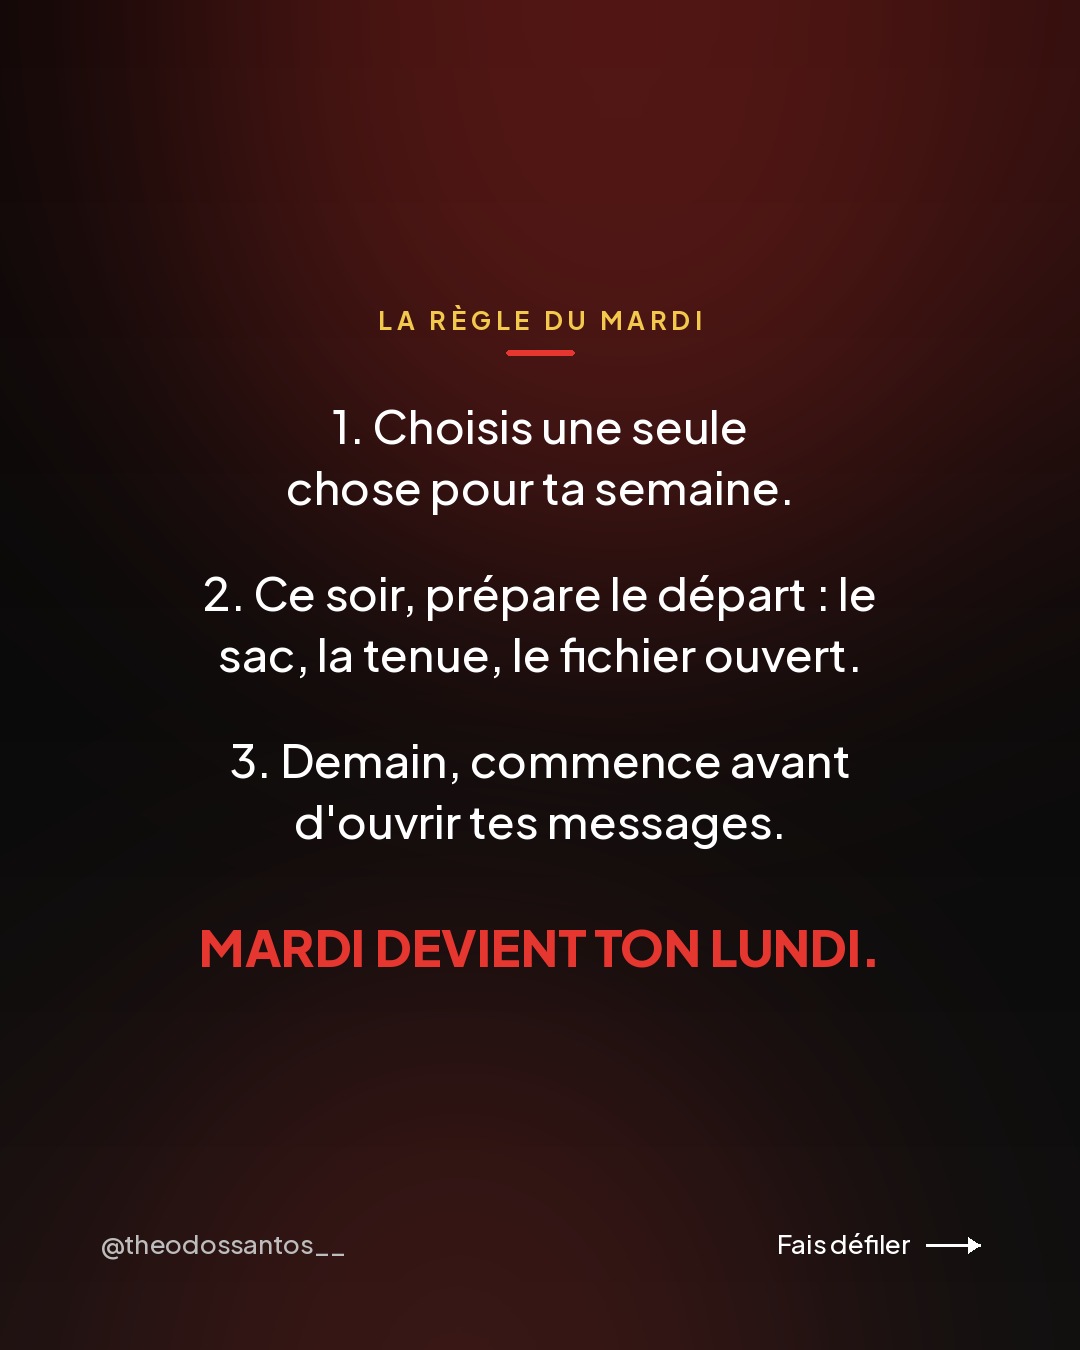 LA RÈGLE DU MARDI
1. Choisis une seule
chose pour ta semaine.
2. Ce soir, prépare le départ : le
sac, la tenue, le fichier ouvert.
3. Demain, commence avant
d'ouvrir tes messages.
MARDI DEVIENT TON LUNDI.
@theodossantos__
Fais défiler